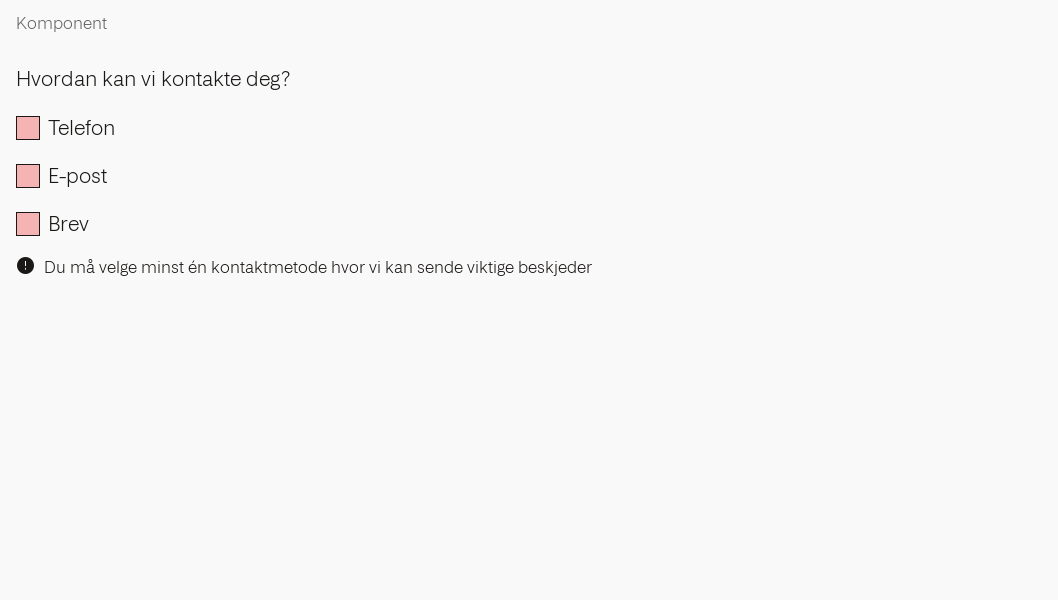 Komponent
Hvordan kan vi kontakte deg?
Telefon
E-post
Brev
Du må velge minst én kontaktmetode hvor vi kan sende viktige beskjeder